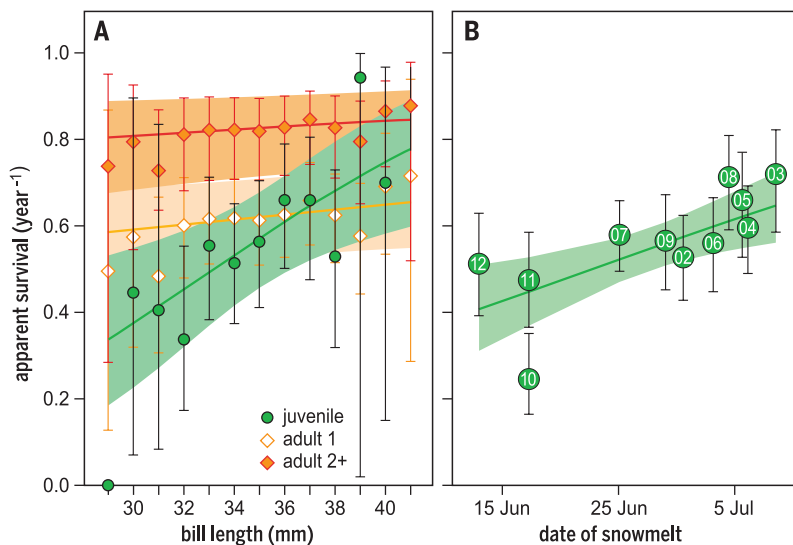 A
B
apparent survival (year⁻¹)
1.0
0.8
0.6
0.4
0.2
0.0
juvenile
adult 1
adult 2+
30 32 34 36 38 40
bill length (mm)
12
11
10
07
09
02
06
08
05
04
03
15 Jun 25 Jun 5 Jul
date of snowmelt